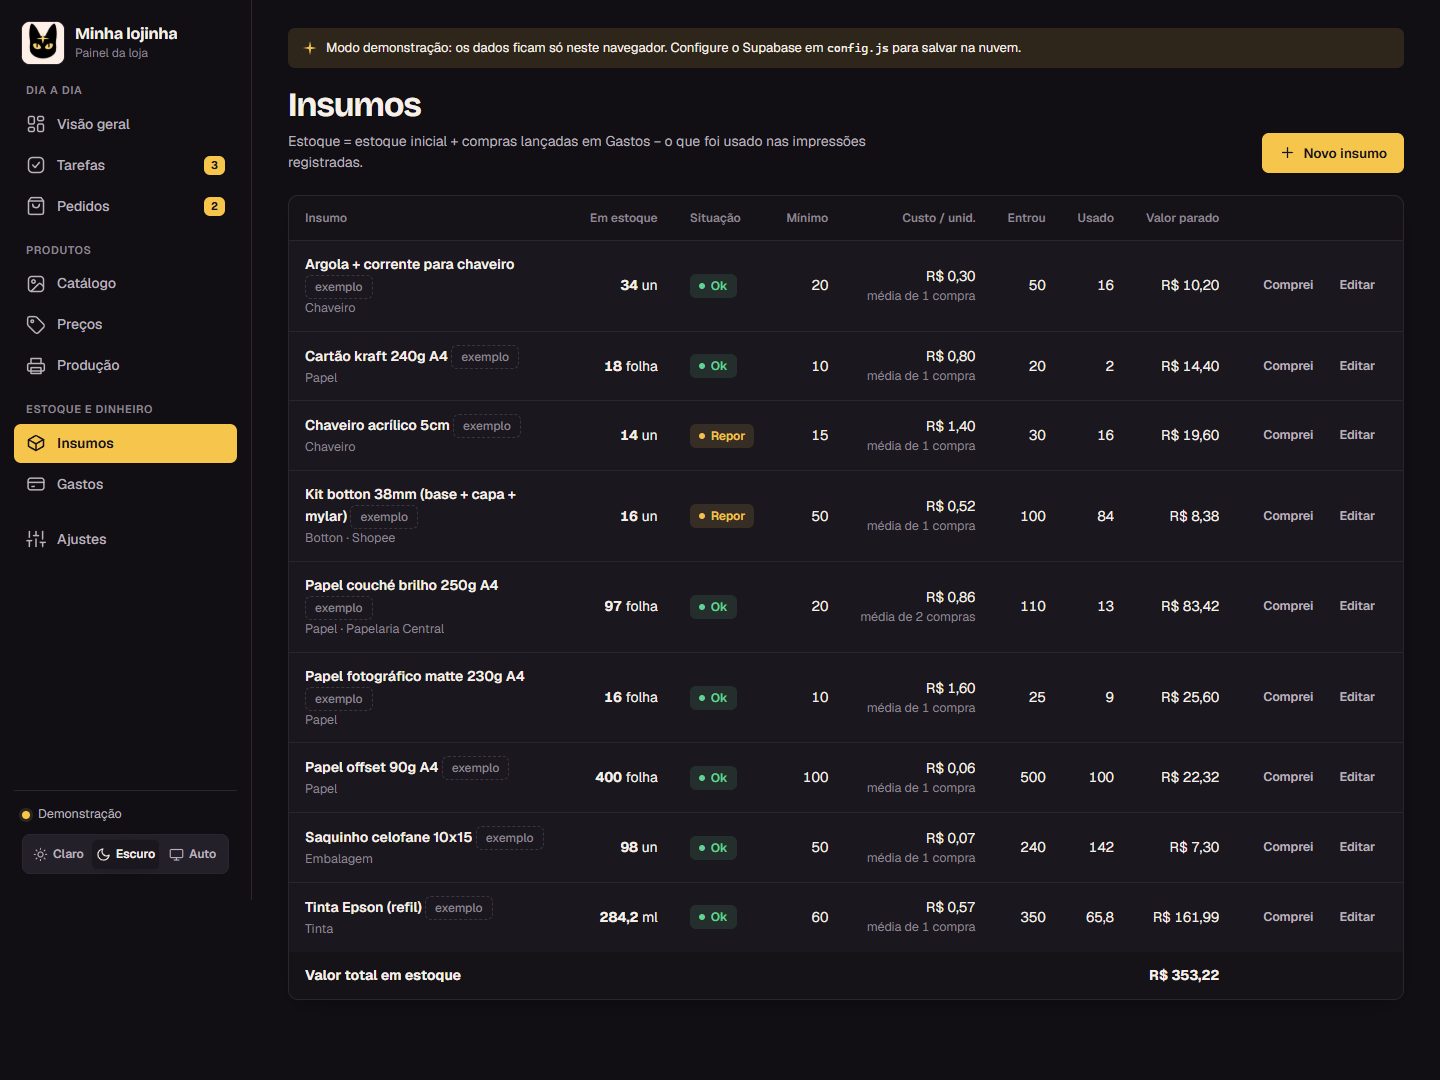 Minha lojinha
Painel da loja
DIA A DIA
Visão geral
Tarefas 3
Pedidos 2
PRODUTOS
Catálogo
Preços
Produção
ESTOQUE E DINHEIRO
Insumos
Gastos
Ajustes
Demonstração
Claro Escuro Auto
Modo demonstração: os dados ficam só neste navegador. Configure o Supabase em config.js para salvar na nuvem.
Insumos
Estoque = estoque inicial + compras lançadas em Gastos − o que foi usado nas impressões
registradas.
+ Novo insumo
Insumo Em estoque Situação Mínimo Custo / unid. Entrou Usado Valor parado
Argola + corrente para chaveiro
exemplo
Chaveiro
34 un Ok 20 R$ 0,30 50 16 R$ 10,20 Comprei Editar
média de 1 compra
Cartão kraft 240g A4 exemplo
Papel
18 folha Ok 10 R$ 0,80 20 2 R$ 14,40 Comprei Editar
média de 1 compra
Chaveiro acrílico 5cm exemplo
Chaveiro
14 un Repor 15 R$ 1,40 30 16 R$ 19,60 Comprei Editar
média de 1 compra
Kit botton 38mm (base + capa +
mylar) exemplo
Botton · Shopee
16 un Repor 50 R$ 0,52 100 84 R$ 8,38 Comprei Editar
média de 1 compra
Papel couché brilho 250g A4
exemplo
Papel · Papelaria Central
97 folha Ok 20 R$ 0,86 110 13 R$ 83,42 Comprei Editar
média de 2 compras
Papel fotográfico matte 230g A4
exemplo
Papel
16 folha Ok 10 R$ 1,60 25 9 R$ 25,60 Comprei Editar
média de 1 compra
Papel offset 90g A4 exemplo
Papel
400 folha Ok 100 R$ 0,06 500 100 R$ 22,32 Comprei Editar
média de 1 compra
Saquinho celofane 10x15 exemplo
Embalagem
98 un Ok 50 R$ 0,07 240 142 R$ 7,30 Comprei Editar
média de 1 compra
Tinta Epson (refil) exemplo
Tinta
284,2 ml Ok 60 R$ 0,57 350 65,8 R$ 161,99 Comprei Editar
média de 1 compra
Valor total em estoque R$ 353,22